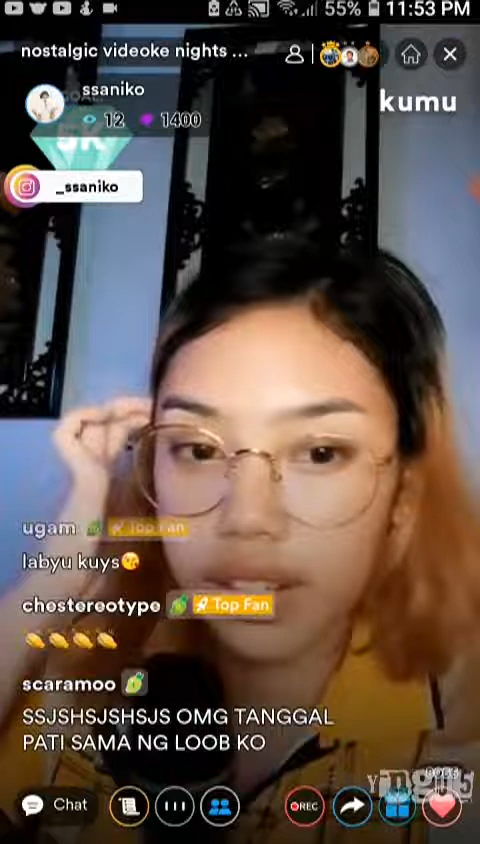 55% 11:53 PM
nostalgic videoke nights ...
ssaniko
12 1400
kumu
5K
_ssaniko
ugam Top Fan
labyu kuys😘
chestereotype Top Fan
👏👏👏👏
scaramoo
SSJSHSJSHSJS OMG TANGGAL
PATI SAMA NG LOOB KO
Chat
REC